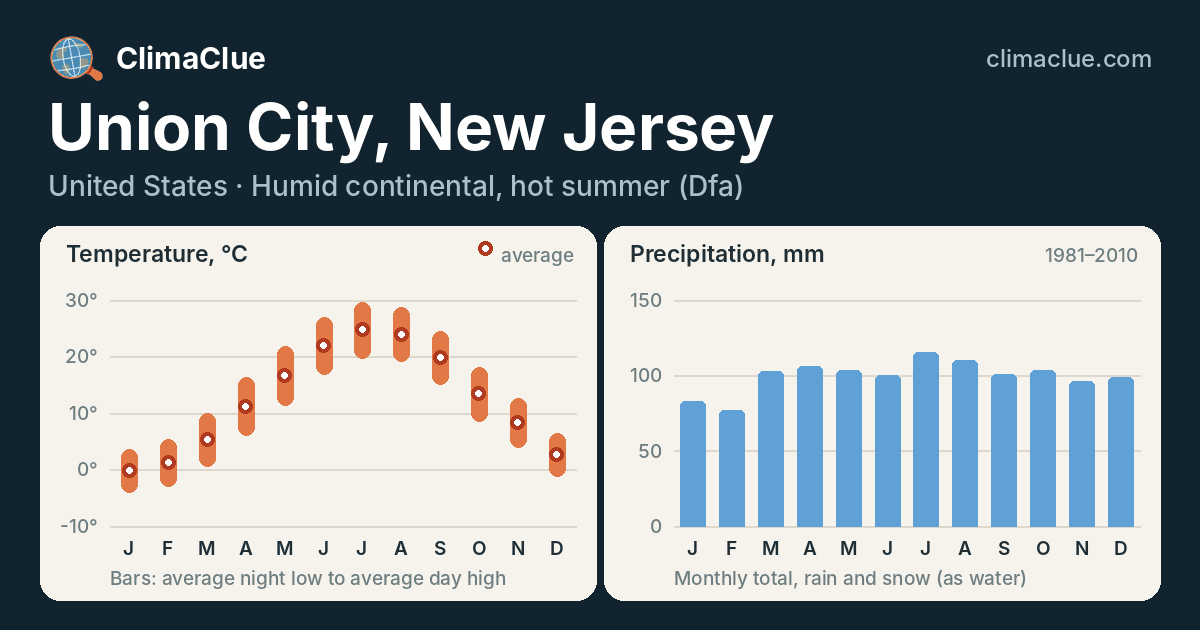 ClimaClue
climaclue.com
Union City, New Jersey
United States · Humid continental, hot summer (Dfa)
Temperature, °C
average
30°
20°
10°
0°
-10°
J F M A M J J A S O N D
Bars: average night low to average day high
Precipitation, mm
1981–2010
150
100
50
0
J F M A M J J A S O N D
Monthly total, rain and snow (as water)